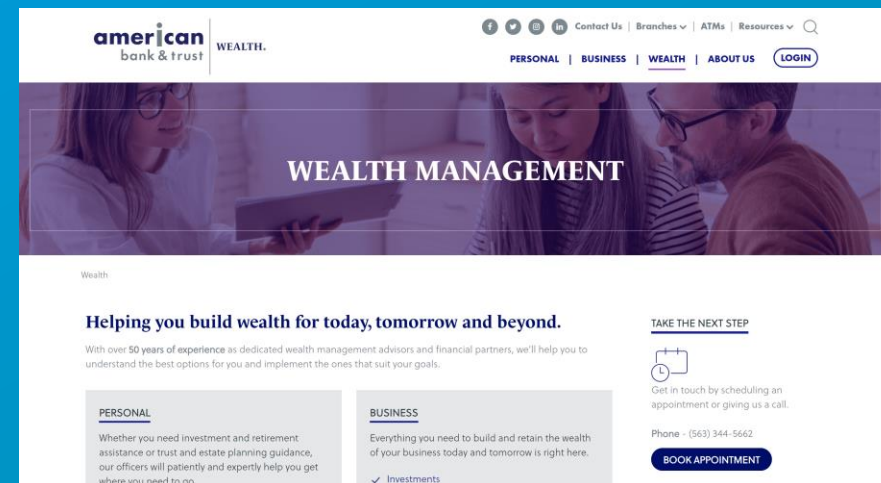 american
bank & trust
WEALTH.
Contact Us | Branches | ATMs | Resources
PERSONAL | BUSINESS | WEALTH | ABOUT US LOGIN
WEALTH MANAGEMENT
Wealth
Helping you build wealth for today, tomorrow and beyond.
With over 50 years of experience as dedicated wealth management advisors and financial partners, we'll help you to
understand the best options for you and implement the ones that suit your goals.
PERSONAL
Whether you need investment and retirement
assistance or trust and estate planning guidance,
our officers will patiently and expertly help you get
where you need to go.
BUSINESS
Everything you need to build and retain the wealth
of your business today and tomorrow is right here.
✓ Investments
TAKE THE NEXT STEP
Get in touch by scheduling an
appointment or giving us a call.
Phone - (563) 344-5662
BOOK APPOINTMENT